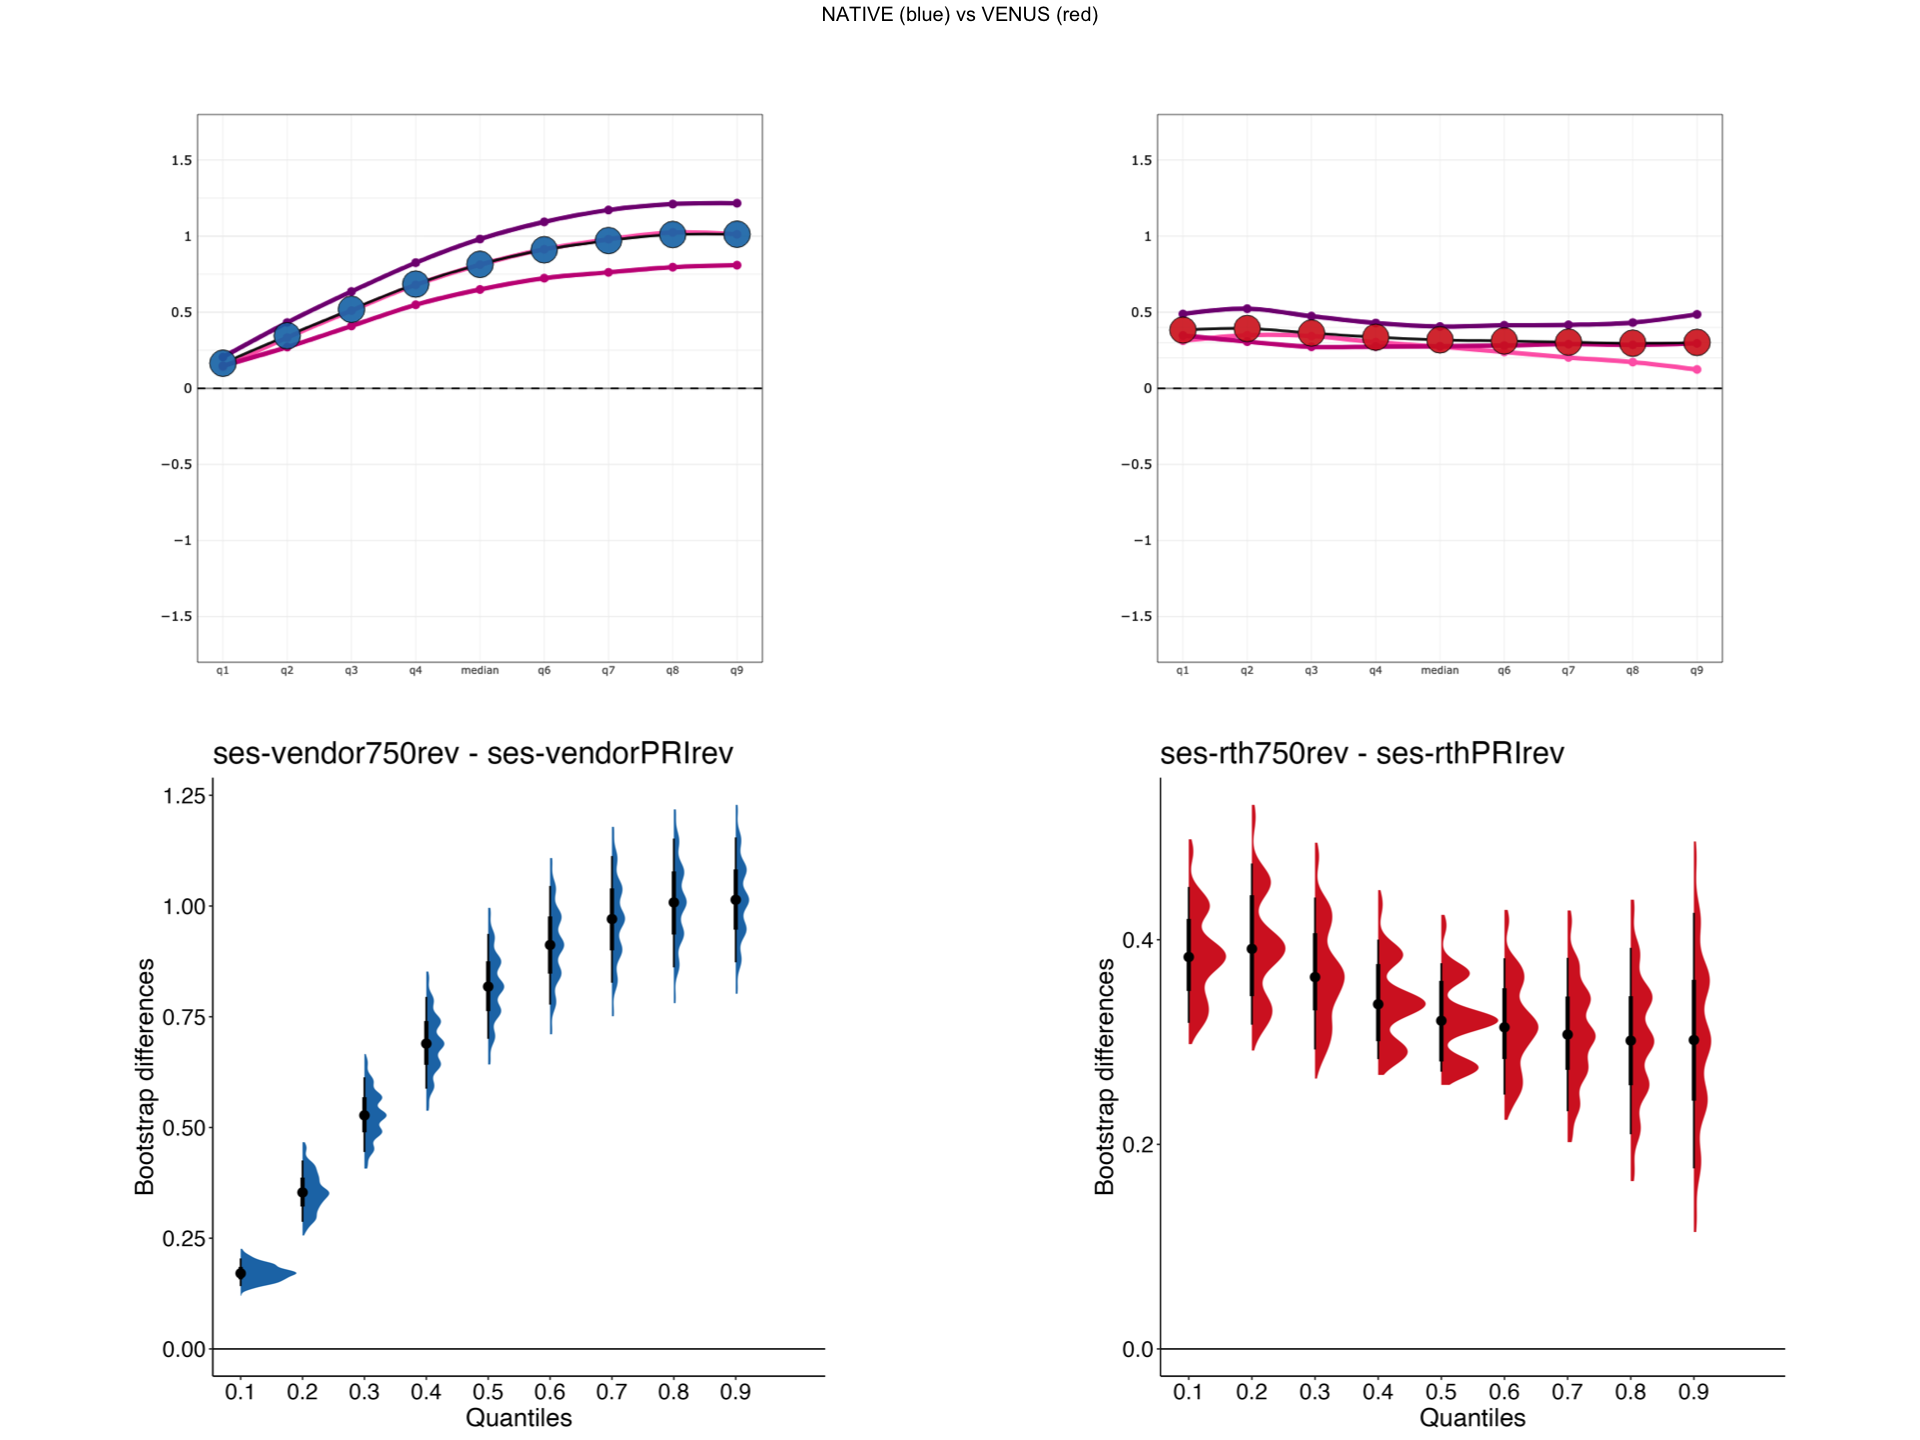 NATIVE (blue) vs VENUS (red)
1.5
1
0.5
0
−0.5
−1
−1.5
q1 q2 q3 q4 median q6 q7 q8 q9
1.5
1
0.5
0
−0.5
−1
−1.5
q1 q2 q3 q4 median q6 q7 q8 q9
ses-vendor750rev - ses-vendorPRIrev
Bootstrap differences
1.25
1.00
0.75
0.50
0.25
0.00
0.1 0.2 0.3 0.4 0.5 0.6 0.7 0.8 0.9
Quantiles
ses-rth750rev - ses-rthPRIrev
Bootstrap differences
0.4
0.2
0.0
0.1 0.2 0.3 0.4 0.5 0.6 0.7 0.8 0.9
Quantiles